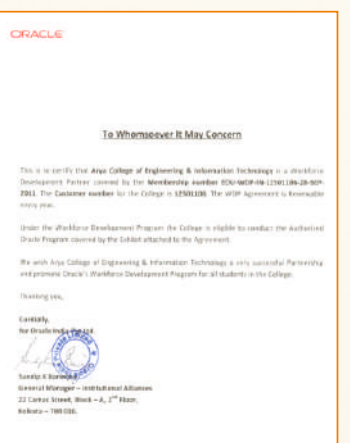 ORACLE
To Whomsoever It May Concern
This is to certify that Arya College of Engineering & Information Technology is a Workforce
Development Partner covered by the Membership number EDU-WDP-IN-12501106-28-SEP-
2011. The Customer number for the College is 12501106. The WDP Agreement is Renewable
every year.
Under the Workforce Development Program the College is eligible to conduct the Authorized
Oracle Program covered by the Exhibit attached to the Agreement.
We wish Arya College of Engineering & Information Technology a very successful Partnership
and promote Oracle's Workforce Development Program for all students in the College.
Thanking you,
Cordially,
for Oracle India Pvt Ltd.
General Manager – Institutional Alliances
22 Camac Street, Block – A, 2nd Floor,
Kolkata – 700 016.